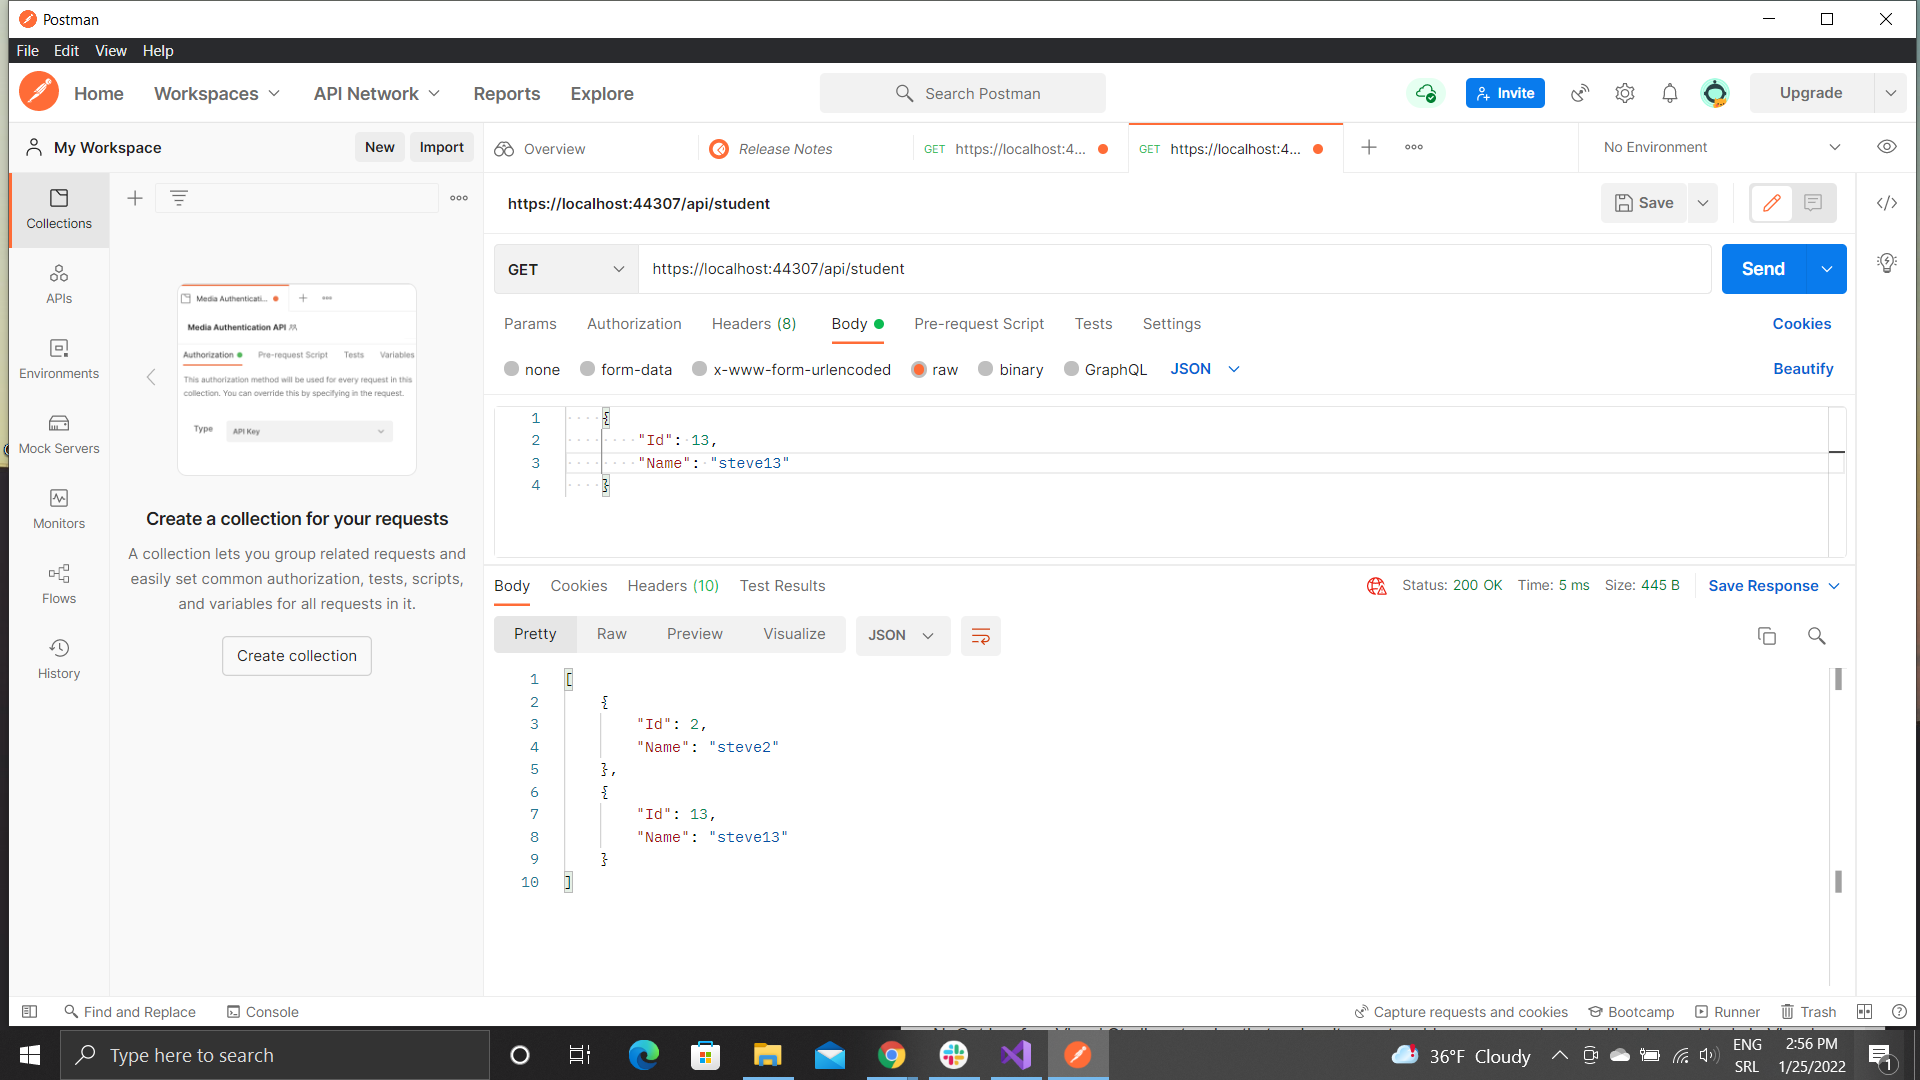 Postman
File Edit View Help
Home Workspaces API Network Reports Explore
Search Postman
Invite
Upgrade
My Workspace
New
Import
Overview
Release Notes
GET https://localhost:4...
GET https://localhost:4...
No Environment
Collections
APIs
Environments
Mock Servers
Monitors
Flows
History
Media Authenticati...
Media Authentication API
Authorization Pre-request Script Tests Variables
This authorization method will be used for every request in this
collection. You can override this by specifying in the request.
Type API Key
Create a collection for your requests
A collection lets you group related requests and
easily set common authorization, tests, scripts,
and variables for all requests in it.
Create collection
https://localhost:44307/api/student
Save
GET https://localhost:44307/api/student
Send
Params Authorization Headers (8) Body Pre-request Script Tests Settings
Cookies
none form-data x-www-form-urlencoded raw binary GraphQL JSON
Beautify
1 {
2 "Id": 13,
3 "Name": "steve13"
4 }
Body Cookies Headers (10) Test Results
Status: 200 OK Time: 5 ms Size: 445 B
Save Response
Pretty Raw Preview Visualize JSON
1 [
2 {
3 "Id": 2,
4 "Name": "steve2"
5 },
6 {
7 "Id": 13,
8 "Name": "steve13"
9 }
10 ]
Find and Replace Console
Capture requests and cookies Bootcamp Runner Trash
Type here to search
36°F Cloudy
ENG
SRL
2:56 PM
1/25/2022
1